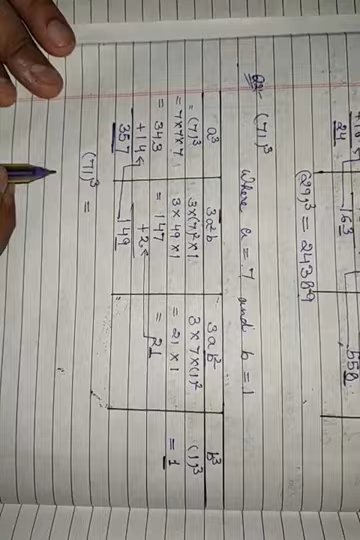 +16
24 163 558
(29)³ = 24389
(71)³
Where a = 7 and b = 1
a³ 3a²b 3ab² b³
= (7)³ 3×(7)²×1 3×7×(1)² (1)³
= 7×7×7 3×49×1 = 21×1 = 1
= 343 = 147 21
+14 +2
357 149
(71)³ =